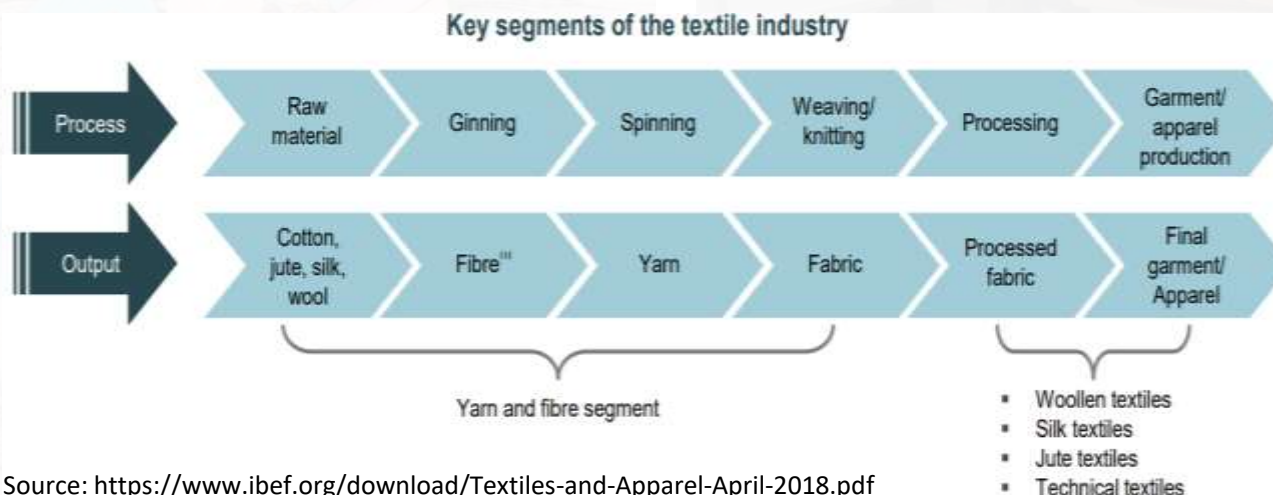 Key segments of the textile industry
Process
Raw
material
Ginning
Spinning
Weaving/
knitting
Processing
Garment/
apparel
production
Output
Cotton,
jute, silk,
wool
Fibre'''
Yarn
Fabric
Processed
fabric
Final
garment/
Apparel
Yarn and fibre segment
▪ Woollen textiles
▪ Silk textiles
▪ Jute textiles
▪ Technical textiles
Source: https://www.ibef.org/download/Textiles-and-Apparel-April-2018.pdf